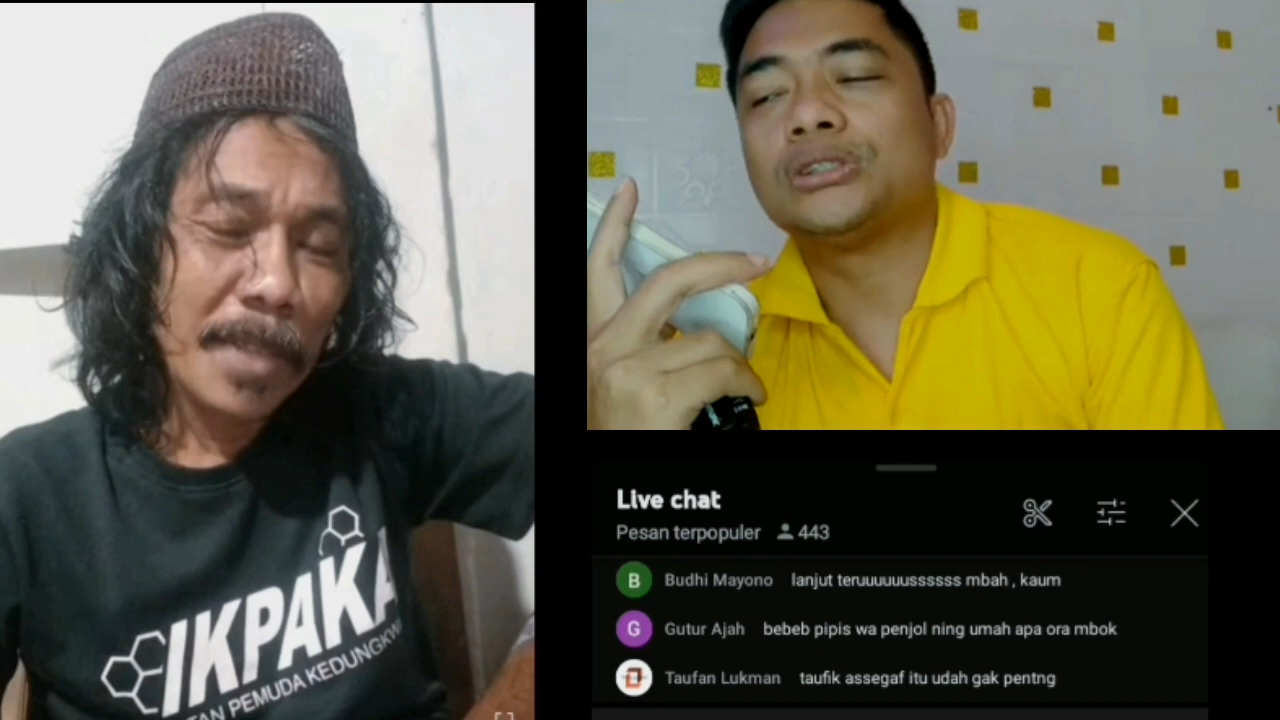 IKPAKA
TAN PEMUDA KEDUNGKW
Live chat
Pesan terpopuler 443
B Budhi Mayono lanjut teruuuuuussssss mbah , kaum
G Gutur Ajah bebeb pipis wa penjol ning umah apa ora mbok
Taufan Lukman taufik assegaf itu udah gak pentng